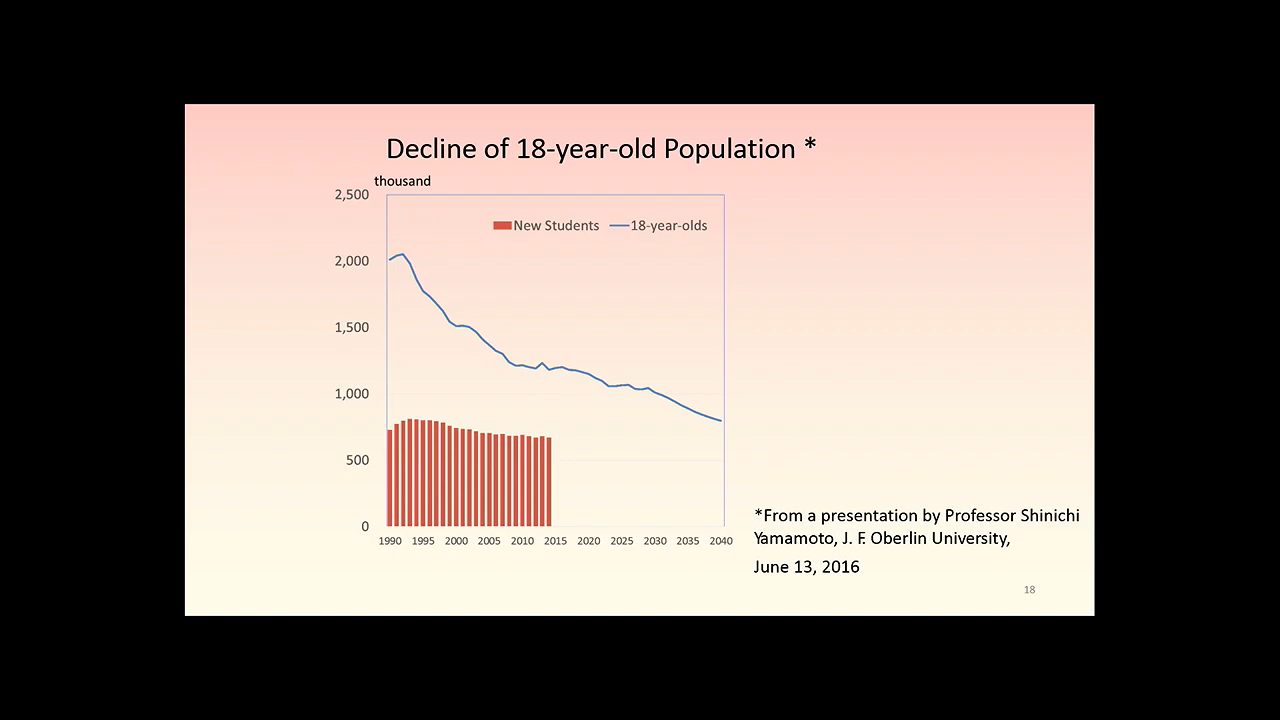 Decline of 18-year-old Population *
thousand
2,500
New Students 18-year-olds
2,000
1,500
1,000
500
0
1990 1995 2000 2005 2010 2015 2020 2025 2030 2035 2040
*From a presentation by Professor Shinichi
Yamamoto, J. F. Oberlin University,
June 13, 2016
18